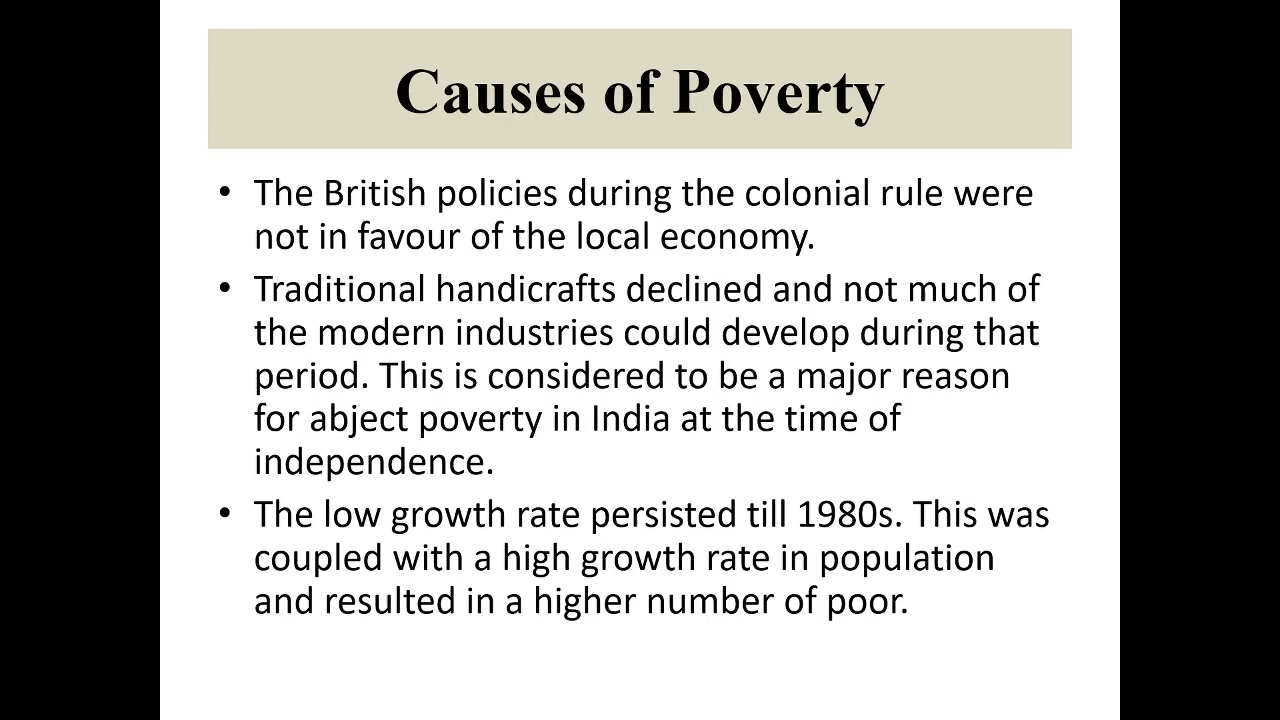 Causes of Poverty
• The British policies during the colonial rule were
not in favour of the local economy.
• Traditional handicrafts declined and not much of
the modern industries could develop during that
period. This is considered to be a major reason
for abject poverty in India at the time of
independence.
• The low growth rate persisted till 1980s. This was
coupled with a high growth rate in population
and resulted in a higher number of poor.